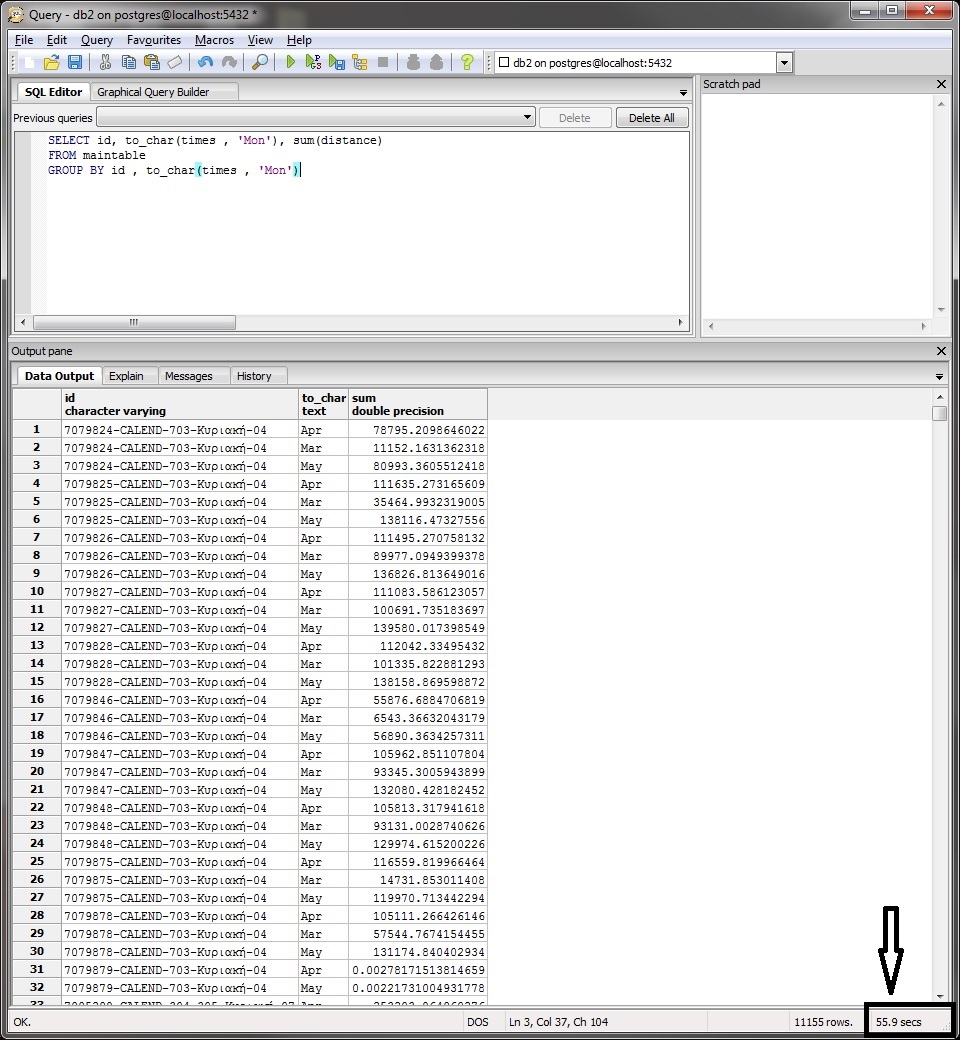 Query - db2 on postgres@localhost:5432 *
File Edit Query Favourites Macros View Help
db2 on postgres@localhost:5432
SQL Editor Graphical Query Builder
Scratch pad
Previous queries Delete Delete All
SELECT id, to_char(times , 'Mon'), sum(distance)
FROM maintable
GROUP BY id , to_char(times , 'Mon')
Output pane
Data Output Explain Messages History
id to_char sum
character varying text double precision
1 7079824-CALEND-703-Κυριακή-04 Apr 78795.2098646022
2 7079824-CALEND-703-Κυριακή-04 Mar 11152.1631362318
3 7079824-CALEND-703-Κυριακή-04 May 80993.3605512418
4 7079825-CALEND-703-Κυριακή-04 Apr 111635.273165609
5 7079825-CALEND-703-Κυριακή-04 Mar 35464.9932319005
6 7079825-CALEND-703-Κυριακή-04 May 138116.47327556
7 7079826-CALEND-703-Κυριακή-04 Apr 111495.270758132
8 7079826-CALEND-703-Κυριακή-04 Mar 89977.0949399378
9 7079826-CALEND-703-Κυριακή-04 May 136826.813649016
10 7079827-CALEND-703-Κυριακή-04 Apr 111083.586123057
11 7079827-CALEND-703-Κυριακή-04 Mar 100691.735183697
12 7079827-CALEND-703-Κυριακή-04 May 139580.017398549
13 7079828-CALEND-703-Κυριακή-04 Apr 112042.33495432
14 7079828-CALEND-703-Κυριακή-04 Mar 101335.822881293
15 7079828-CALEND-703-Κυριακή-04 May 138158.869598872
16 7079846-CALEND-703-Κυριακή-04 Apr 55876.6884706819
17 7079846-CALEND-703-Κυριακή-04 Mar 6543.36632043179
18 7079846-CALEND-703-Κυριακή-04 May 56890.3634257311
19 7079847-CALEND-703-Κυριακή-04 Apr 105962.851107804
20 7079847-CALEND-703-Κυριακή-04 Mar 93345.3005943899
21 7079847-CALEND-703-Κυριακή-04 May 132080.428182452
22 7079848-CALEND-703-Κυριακή-04 Apr 105813.317941618
23 7079848-CALEND-703-Κυριακή-04 Mar 93131.0028740626
24 7079848-CALEND-703-Κυριακή-04 May 129974.615200226
25 7079875-CALEND-703-Κυριακή-04 Apr 116559.819966464
26 7079875-CALEND-703-Κυριακή-04 Mar 14731.853011408
27 7079875-CALEND-703-Κυριακή-04 May 119970.713442294
28 7079878-CALEND-703-Κυριακή-04 Apr 105111.266426146
29 7079878-CALEND-703-Κυριακή-04 Mar 57544.7674154455
30 7079878-CALEND-703-Κυριακή-04 May 131174.840402934
31 7079879-CALEND-703-Κυριακή-04 Apr 0.00278171513814659
32 7079879-CALEND-703-Κυριακή-04 May 0.00221731004931778
OK. DOS Ln 3, Col 37, Ch 104 11155 rows. 55.9 secs